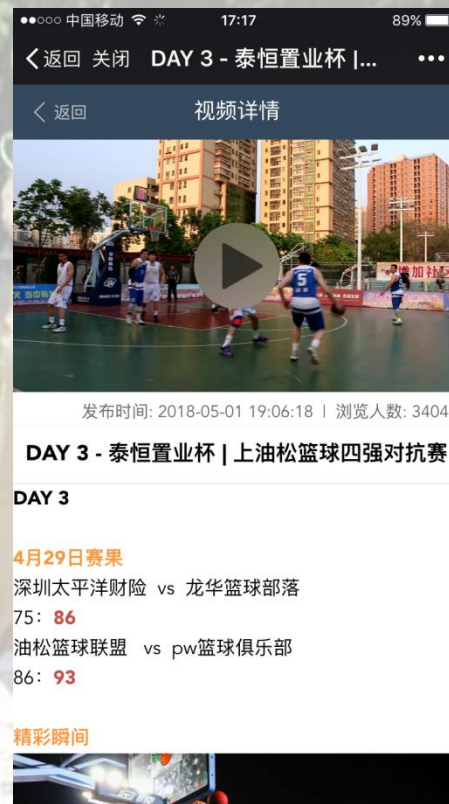 中国移动 17:17 89%
返回 关闭 DAY 3 - 泰恒置业杯 |...
返回 视频详情
增加社区
5
发布时间: 2018-05-01 19:06:18 | 浏览人数: 3404
DAY 3 - 泰恒置业杯 | 上油松篮球四强对抗赛
DAY 3
4月29日赛果
深圳太平洋财险 vs 龙华篮球部落
75: 86
油松篮球联盟 vs pw篮球俱乐部
86: 93
精彩瞬间